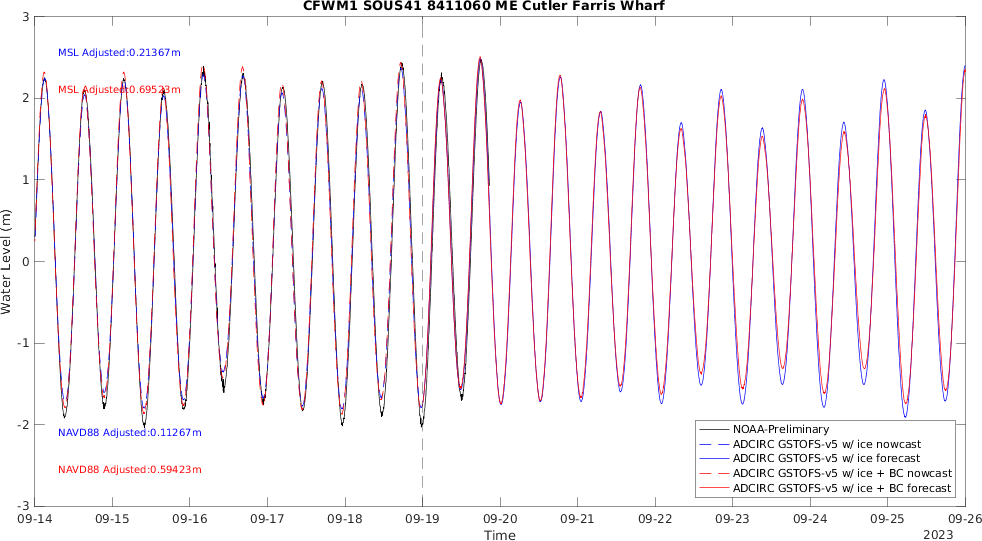 CFWM1 SOUS41 8411060 ME Cutler Farris Wharf
3
2
1
0
-1
-2
-3
Water Level (m)
MSL Adjusted:0.21367m
MSL Adjusted:0.69523m
NAVD88 Adjusted:0.11267m
NAVD88 Adjusted:0.59423m
NOAA-Preliminary
ADCIRC GSTOFS-v5 w/ ice nowcast
ADCIRC GSTOFS-v5 w/ ice forecast
ADCIRC GSTOFS-v5 w/ ice + BC nowcast
ADCIRC GSTOFS-v5 w/ ice + BC forecast
09-14 09-15 09-16 09-17 09-18 09-19 09-20 09-21 09-22 09-23 09-24 09-25 09-26
Time
2023